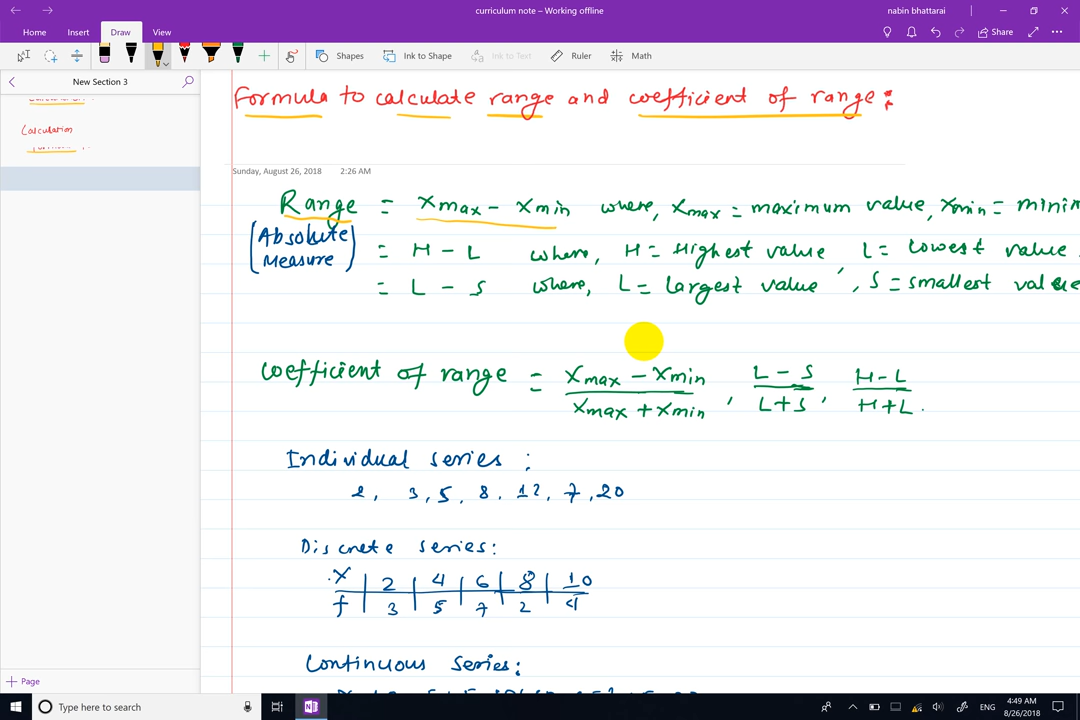 curriculum note – Working offline
nabin bhattarai
Home Insert Draw View
Share
Shapes Ink to Shape Ink to Text Ruler Math
New Section 3
Calculation
Formula to calculate range and coefficient of range:
Sunday, August 26, 2018 2:26 AM
Range = Xmax - Xmin where, Xmax = maximum value, Xmin = minim
(Absolute Measure)
= H - L where, H = Highest value, L = Lowest value
= L - S where, L = largest value, S = smallest value
coefficient of range = Xmax - Xmin / Xmax + Xmin, L - S / L + S, H - L / H + L.
Individual series:
2, 3, 5, 8, 12, 7, 20
Discrete series:
X | 2 | 4 | 6 | 8 | 10
f | 3 | 5 | 7 | 2 | 4
Continuous series:
+ Page
Type here to search
ENG
4:49 AM
8/26/2018